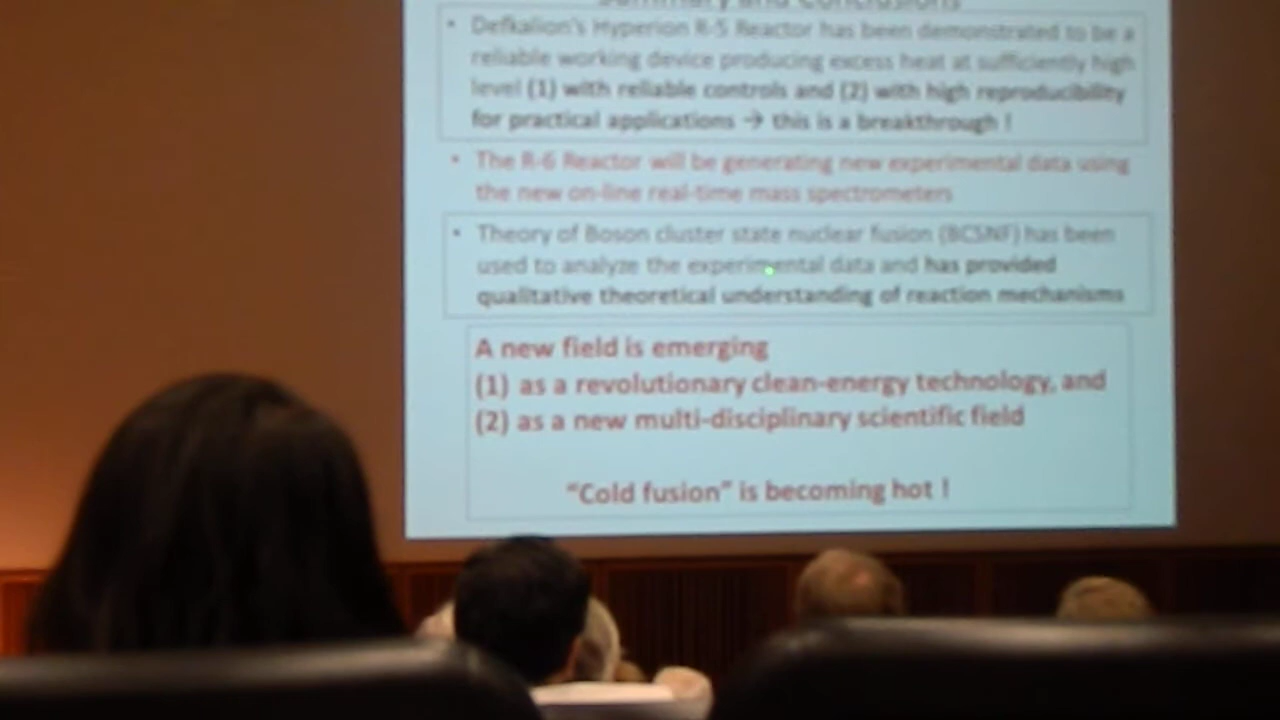 Summary and Conclusions
• Defkalion's Hyperion R-5 Reactor has been demonstrated to be a
reliable working device producing excess heat at sufficiently high
level (1) with reliable controls and (2) with high reproducibility
for practical applications → this is a breakthrough !
• The R-6 Reactor will be generating new experimental data using
the new on-line real-time mass spectrometers
• Theory of Boson cluster state nuclear fusion (BCSNF) has been
used to analyze the experimental data and has provided
qualitative theoretical understanding of reaction mechanisms
A new field is emerging
(1) as a revolutionary clean-energy technology, and
(2) as a new multi-disciplinary scientific field
“Cold fusion” is becoming hot !